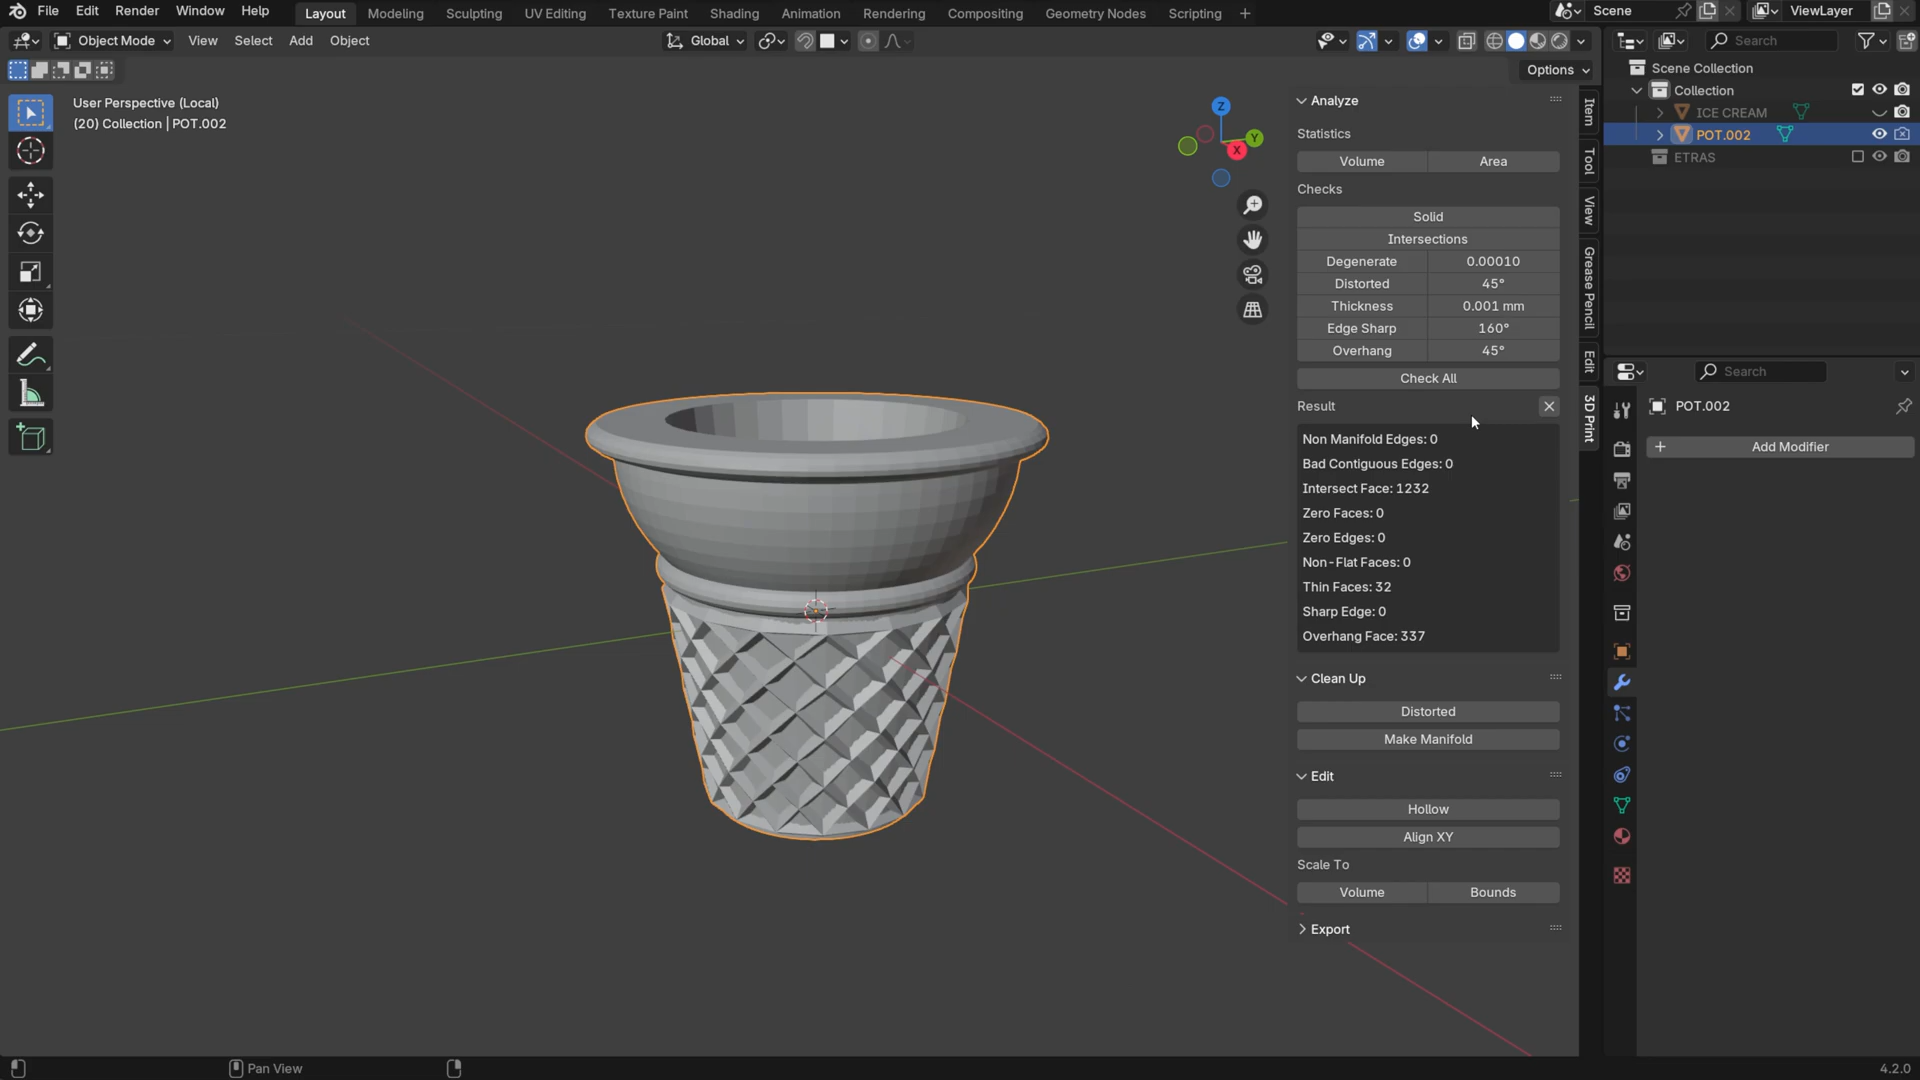 File Edit Render Window Help Layout Modeling Sculpting UV Editing Texture Paint Shading Animation Rendering Compositing Geometry Nodes Scripting + Scene ViewLayer
Object Mode View Select Add Object Global Search
Options
User Perspective (Local)
(20) Collection | POT.002
Z
Y
X
Analyze
Statistics
Volume Area
Checks
Solid
Intersections
Degenerate 0.00010
Distorted 45°
Thickness 0.001 mm
Edge Sharp 160°
Overhang 45°
Check All
Result
Non Manifold Edges: 0
Bad Contiguous Edges: 0
Intersect Face: 1232
Zero Faces: 0
Zero Edges: 0
Non-Flat Faces: 0
Thin Faces: 32
Sharp Edge: 0
Overhang Face: 337
Clean Up
Distorted
Make Manifold
Edit
Hollow
Align XY
Scale To
Volume Bounds
Export
Item
Tool
View
Grease Pencil
Edit
3D Print
Scene Collection
Collection
ICE CREAM
POT.002
ETRAS
Search
POT.002
+ Add Modifier
Pan View
4.2.0